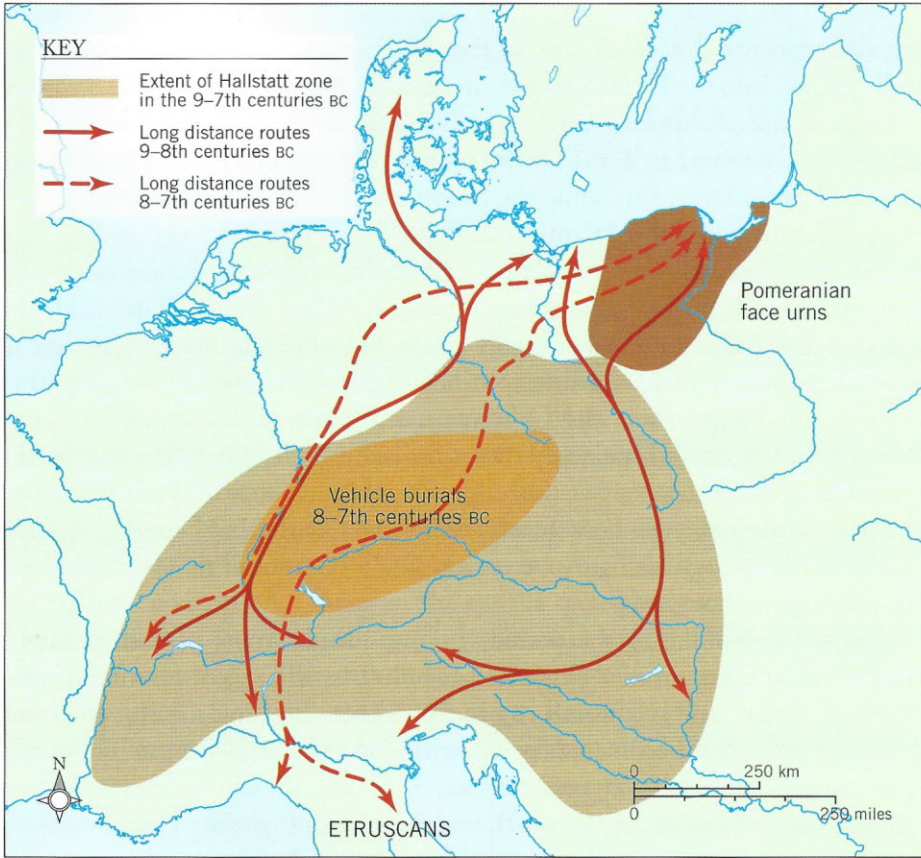 KEY
Extent of Hallstatt zone
in the 9–7th centuries BC
Long distance routes
9–8th centuries BC
Long distance routes
8–7th centuries BC
Pomeranian
face urns
Vehicle burials
8–7th centuries BC
N
0 250 km
0 250 miles
ETRUSCANS